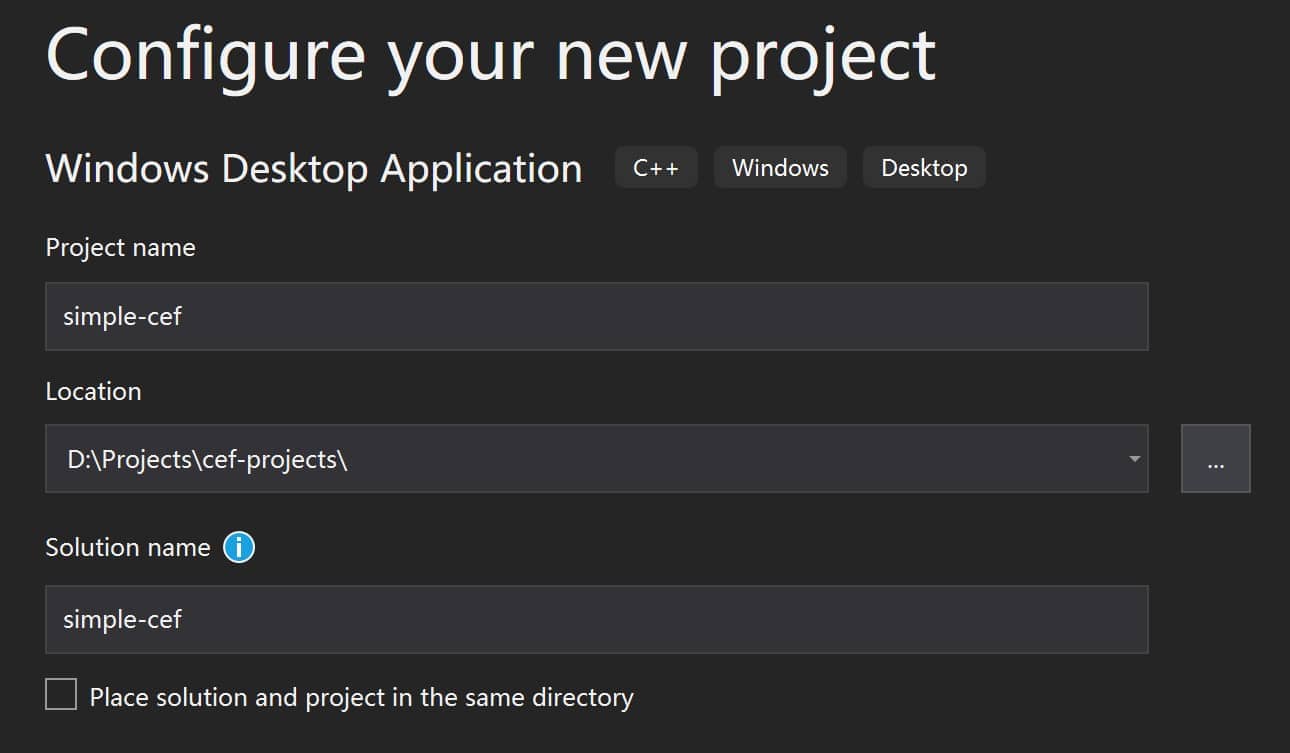 Configure your new project
Windows Desktop Application C++ Windows Desktop
Project name
simple-cef
Location
D:\Projects\cef-projects\
...
Solution name
simple-cef
Place solution and project in the same directory